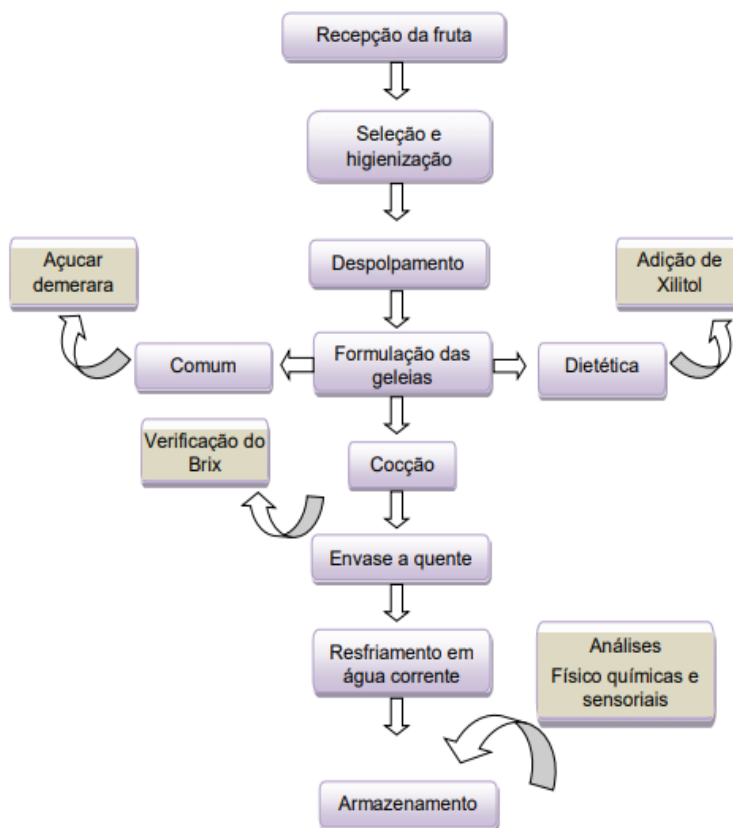 Recepção da fruta
Seleção e
higienização
Açucar
demerara
Despolpamento
Adição de
Xilitol
Comum
Formulação das
geleias
Dietética
Verificação do
Brix
Cocção
Envase a quente
Resfriamento em
água corrente
Análises
Físico químicas e
sensoriais
Armazenamento